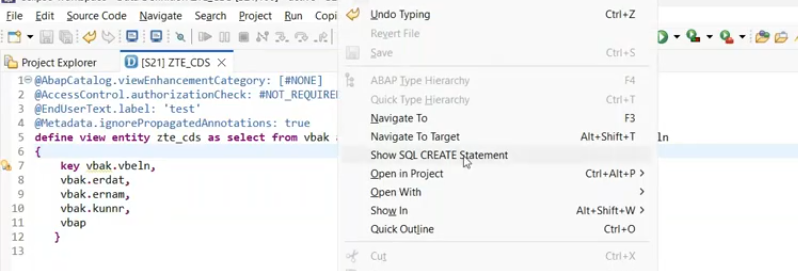 File Edit Source Code Navigate Search Project Run
Project Explorer
[S21] ZTE_CDS
1 @AbapCatalog.viewEnhancementCategory: [#NONE]
2 @AccessControl.authorizationCheck: #NOT_REQUIRE
3 @EndUserText.label: 'test'
4 @Metadata.ignorePropagatedAnnotations: true
5 define view entity zte_cds as select from vbak
6 {
7 key vbak.vbeln,
8 vbak.erdat,
9 vbak.ernam,
10 vbak.kunnr,
11 vbap
12 }
13
Undo Typing Ctrl+Z
Revert File
Save Ctrl+S
ABAP Type Hierarchy F4
Quick Type Hierarchy Ctrl+T
Navigate To F3
Navigate To Target Alt+Shift+T
Show SQL CREATE Statement
Open in Project Ctrl+Alt+P >
Open With >
Show In Alt+Shift+W >
Quick Outline Ctrl+O
Cut Ctrl+X
ln